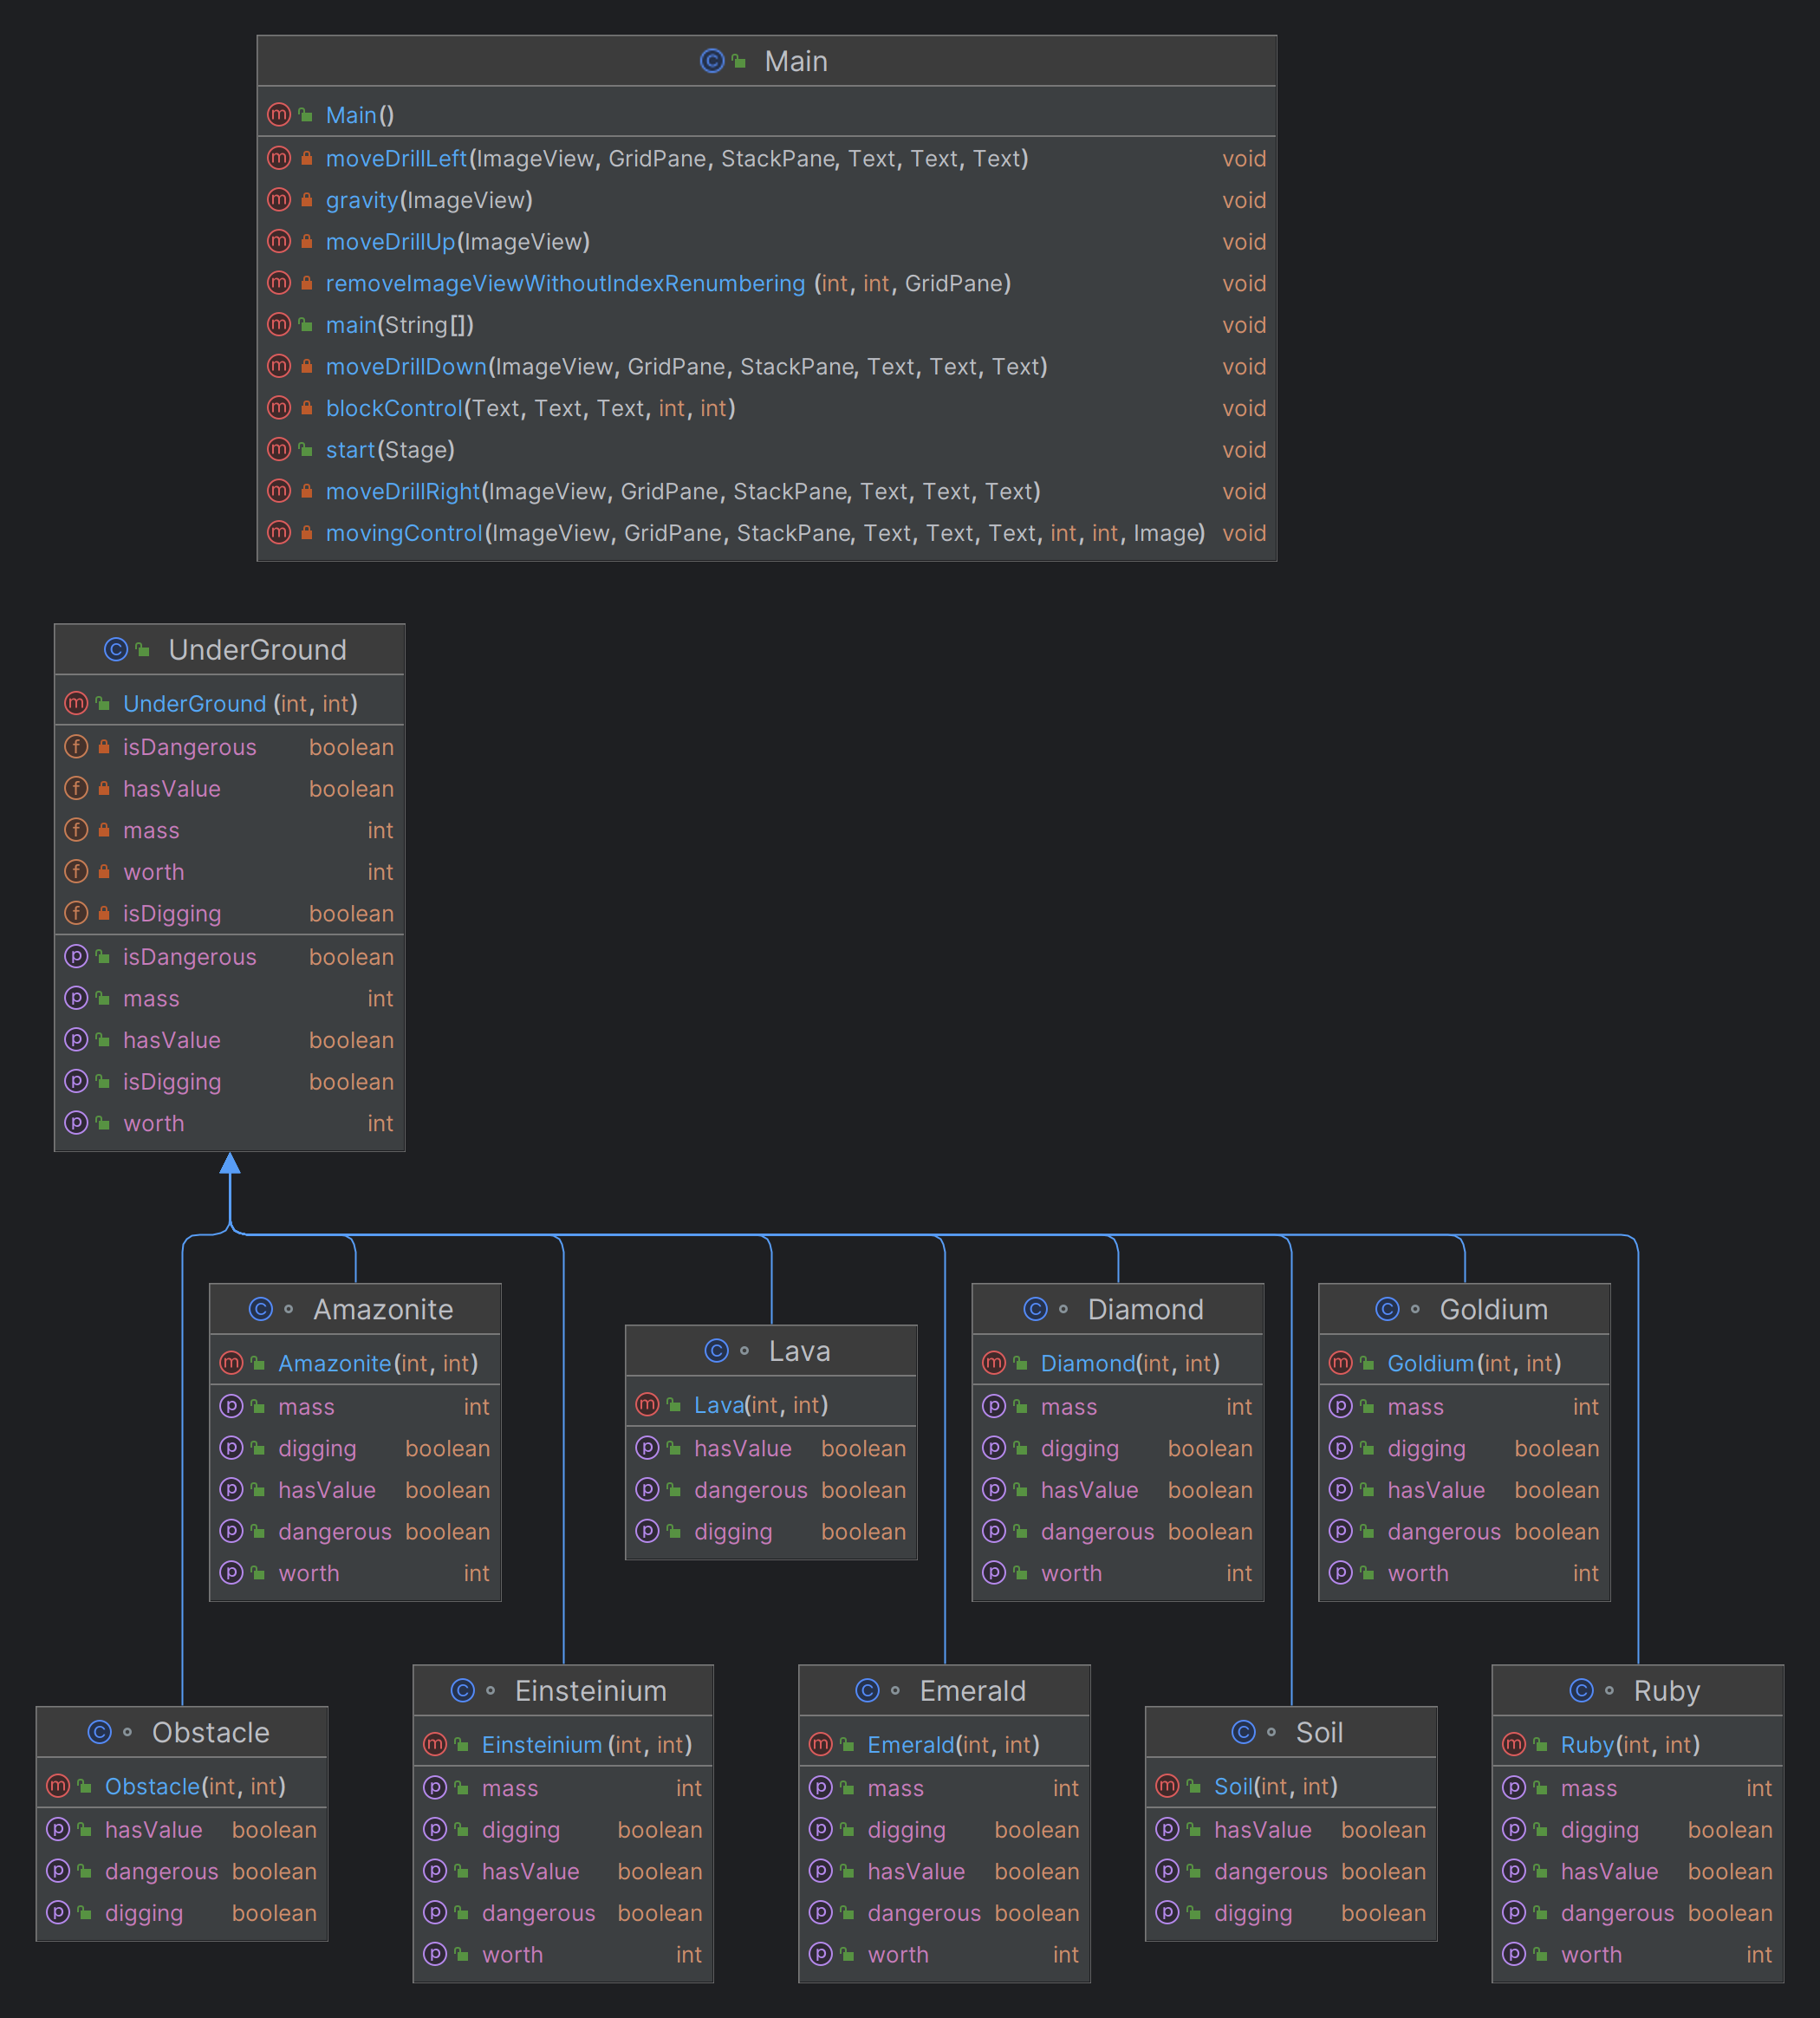 Main
Main()
moveDrillLeft(ImageView, GridPane, StackPane, Text, Text, Text) void
gravity(ImageView) void
moveDrillUp(ImageView) void
removeImageViewWithoutIndexRenumbering (int, int, GridPane) void
main(String[]) void
moveDrillDown(ImageView, GridPane, StackPane, Text, Text, Text) void
blockControl(Text, Text, Text, int, int) void
start(Stage) void
moveDrillRight(ImageView, GridPane, StackPane, Text, Text, Text) void
movingControl(ImageView, GridPane, StackPane, Text, Text, Text, int, int, Image) void
UnderGround
UnderGround (int, int)
isDangerous boolean
hasValue boolean
mass int
worth int
isDigging boolean
isDangerous boolean
mass int
hasValue boolean
isDigging boolean
worth int
Amazonite
Amazonite(int, int)
mass int
digging boolean
hasValue boolean
dangerous boolean
worth int
Lava
Lava(int, int)
hasValue boolean
dangerous boolean
digging boolean
Diamond
Diamond(int, int)
mass int
digging boolean
hasValue boolean
dangerous boolean
worth int
Goldium
Goldium(int, int)
mass int
digging boolean
hasValue boolean
dangerous boolean
worth int
Obstacle
Obstacle(int, int)
hasValue boolean
dangerous boolean
digging boolean
Einsteinium
Einsteinium (int, int)
mass int
digging boolean
hasValue boolean
dangerous boolean
worth int
Emerald
Emerald(int, int)
mass int
digging boolean
hasValue boolean
dangerous boolean
worth int
Soil
Soil(int, int)
hasValue boolean
dangerous boolean
digging boolean
Ruby
Ruby(int, int)
mass int
digging boolean
hasValue boolean
dangerous boolean
worth int